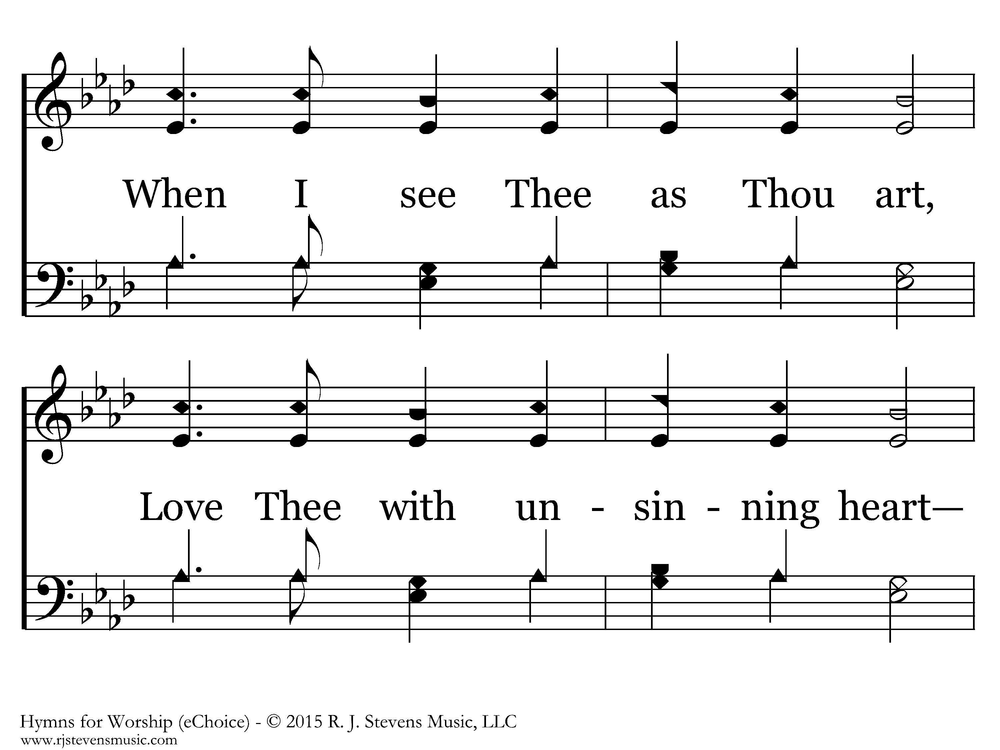 When I see Thee as Thou art,
Love Thee with un - sin - ning heart—
Hymns for Worship (eChoice) - © 2015 R. J. Stevens Music, LLC
www.rjstevensmusic.com